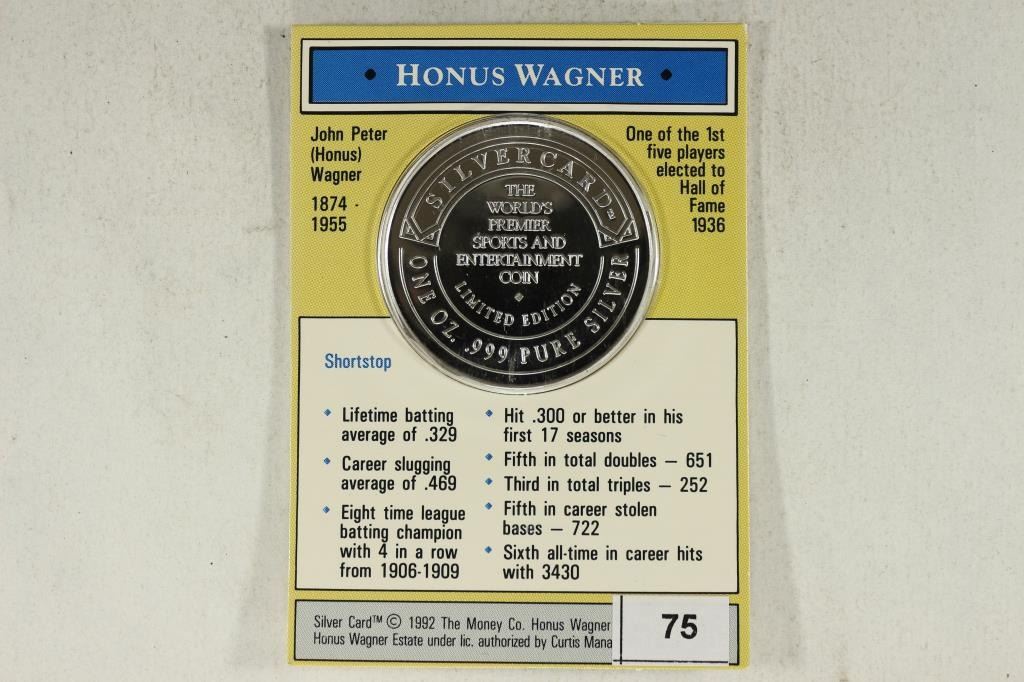 • HONUS WAGNER •
John Peter
(Honus)
Wagner
1874 -
1955
One of the 1st
five players
elected to
Hall of
Fame
1936
SILVERCARD™
THE
WORLD'S
PREMIER
SPORTS AND
ENTERTAINMENT
COIN
LIMITED EDITION
ONE OZ. .999 PURE SILVER
Shortstop
Lifetime batting
average of .329
Career slugging
average of .469
Eight time league
batting champion
with 4 in a row
from 1906-1909
Hit .300 or better in his
first 17 seasons
Fifth in total doubles – 651
Third in total triples – 252
Fifth in career stolen
bases – 722
Sixth all-time in career hits
with 3430
Silver Card™ © 1992 The Money Co. Honus Wagner
Honus Wagner Estate under lic. authorized by Curtis Mana
75